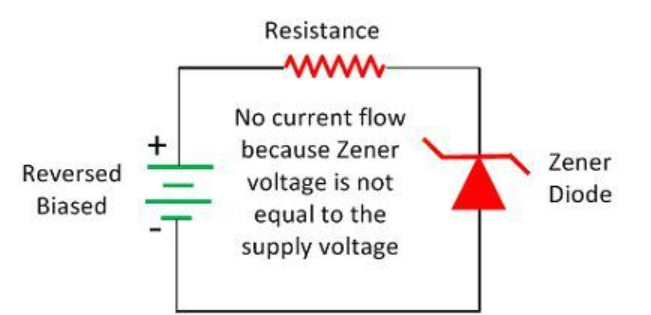 Resistance
No current flow
because Zener
voltage is not
equal to the
supply voltage
+
Reversed
Biased
-
Zener
Diode